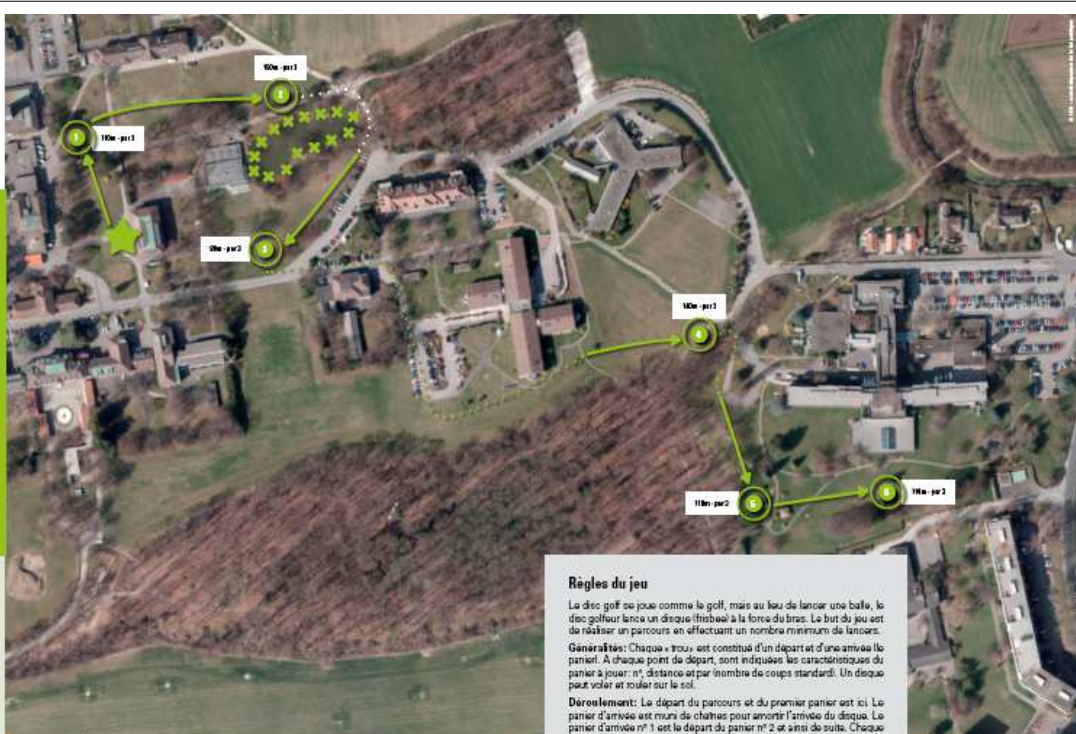 2
1
3
4
5
6
Règles du jeu
Le disc golf se joue comme le golf, mais au lieu de lancer une balle, le
disc golfeur lance un disque (frisbee) à la force du bras. Le but du jeu est
de réaliser un parcours en effectuant un nombre minimum de lancers.
Généralités: Chaque « trou » est constitué d'un départ et d'une arrivée (le
panier). A chaque point de départ, sont indiquées les caractéristiques du
panier à jouer: n°, distance et par (nombre de coups standard). Un disque
peut voler et rouler sur le sol.
Déroulement: Le départ du parcours et du premier panier est ici. Le
panier d'arrivée est muni de chaînes pour amortir l'arrivée du disque. Le
panier d'arrivée n° 1 est le départ du panier n° 2 et ainsi de suite. Chaque